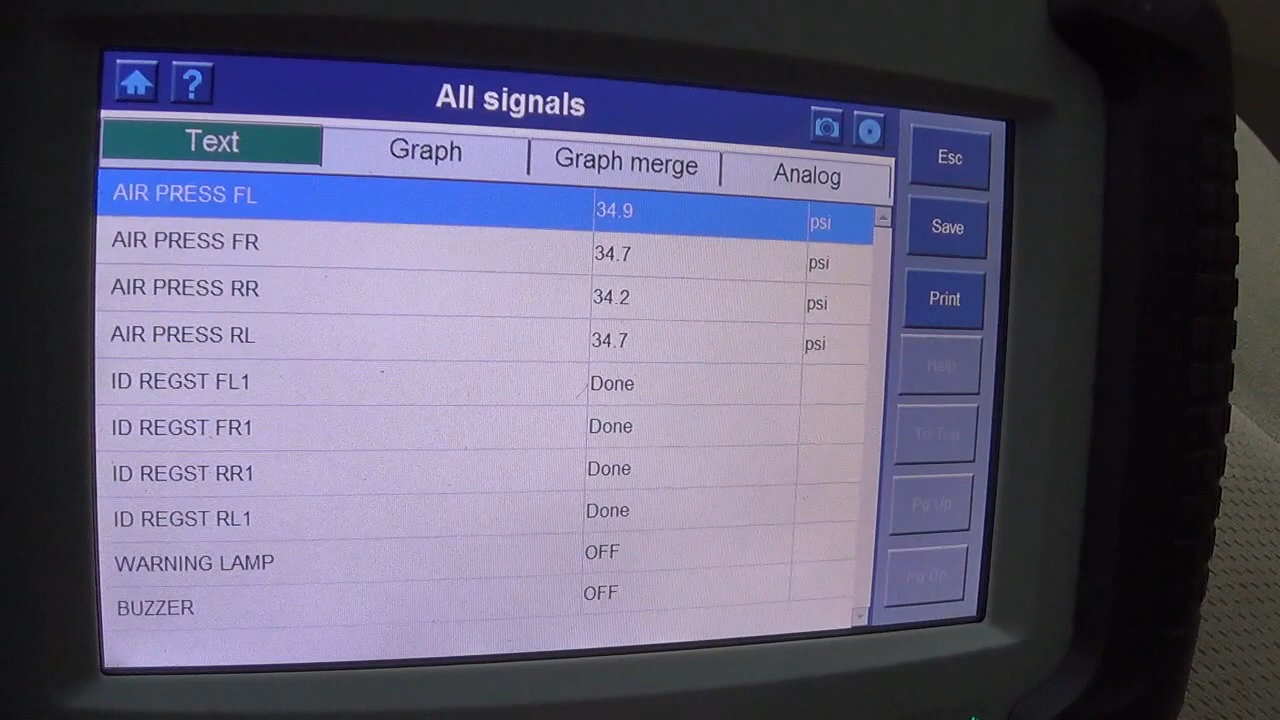 ?
All signals
Text Graph Graph merge Analog
AIR PRESS FL 34.9 psi
AIR PRESS FR 34.7 psi
AIR PRESS RR 34.2 psi
AIR PRESS RL 34.7 psi
ID REGST FL1 Done
ID REGST FR1 Done
ID REGST RR1 Done
ID REGST RL1 Done
WARNING LAMP OFF
BUZZER OFF
Esc
Save
Print
Help
To Top
Pg Up
Pg Dn